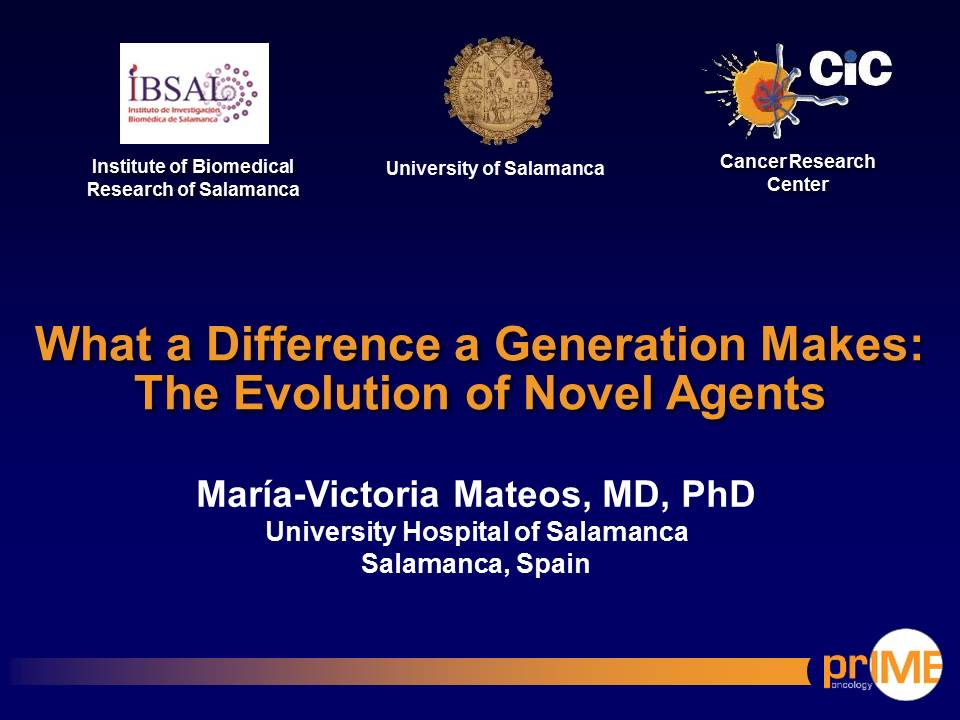 IBSAL
Instituto de Investigación
Biomédica de Salamanca
CiC
Institute of Biomedical
Research of Salamanca
University of Salamanca
Cancer Research
Center
What a Difference a Generation Makes:
The Evolution of Novel Agents
María-Victoria Mateos, MD, PhD
University Hospital of Salamanca
Salamanca, Spain
prIME
oncology